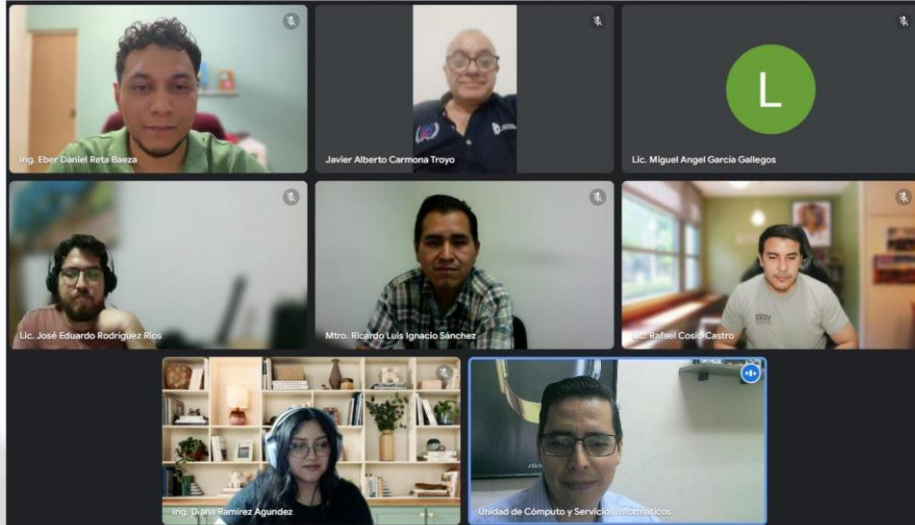 Ing. Eber Daniel Reta Baeza
Javier Alberto Carmona Troyo
L
Lic. Miguel Angel García Gallegos
Lic. José Eduardo Rodríguez Ríos
Mtro. Ricardo Luis Ignacio Sánchez
Lic. Rafael Cosío Castro
Ing. Diana Ramírez Agundez
Unidad de Cómputo y Servicios Informáticos